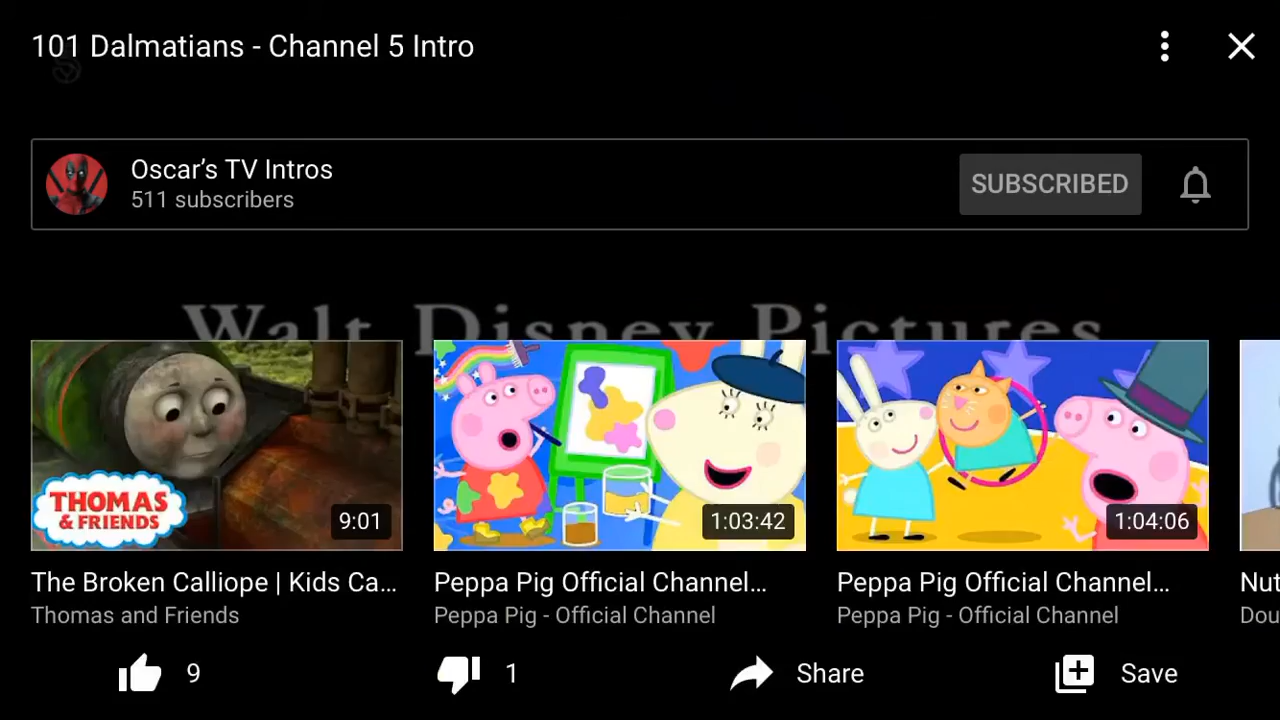 101 Dalmatians - Channel 5 Intro
Oscar’s TV Intros
511 subscribers
SUBSCRIBED
Walt Disney Pictures
THOMAS
& FRIENDS
9:01
1:03:42
1:04:06
The Broken Calliope | Kids Ca...
Peppa Pig Official Channel...
Peppa Pig Official Channel...
Nut
Thomas and Friends
Peppa Pig - Official Channel
Peppa Pig - Official Channel
Dou
9
1
Share
Save